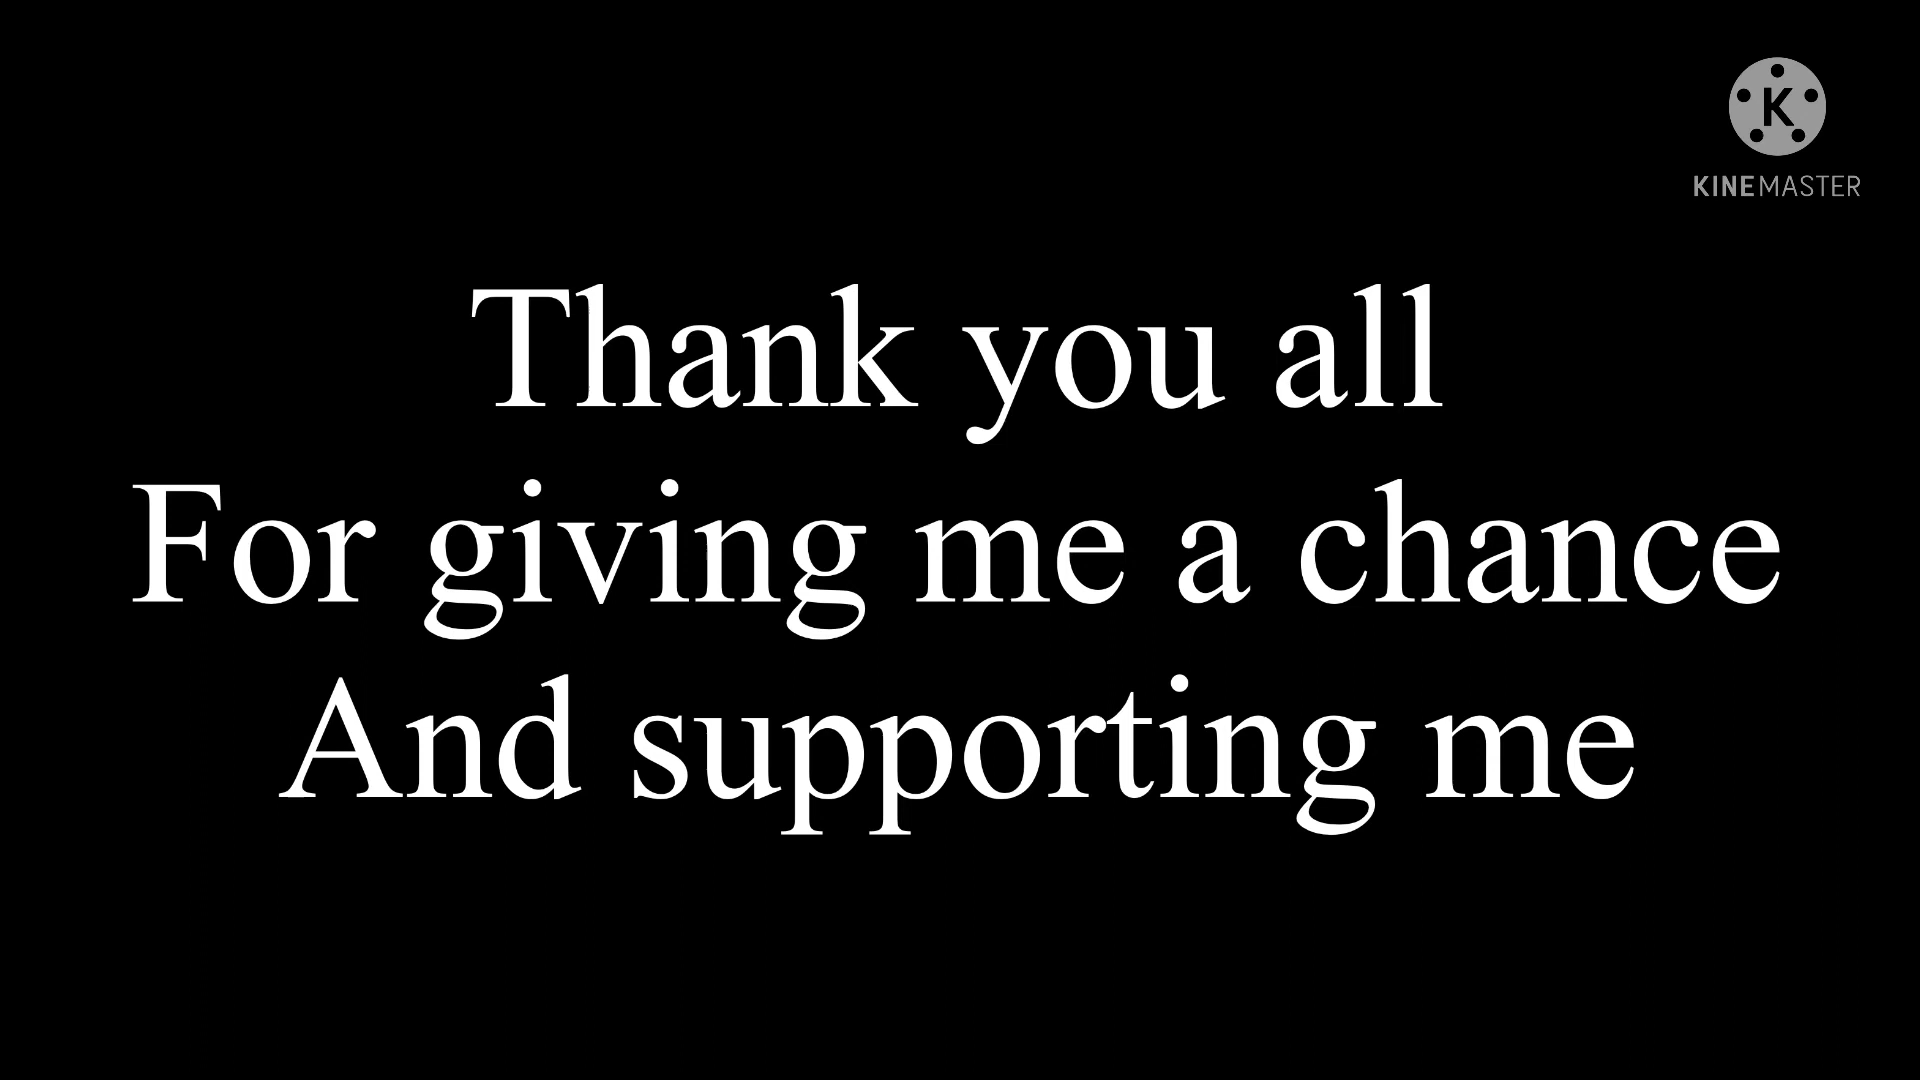 K
KINEMASTER
Thank you all
For giving me a chance
And supporting me